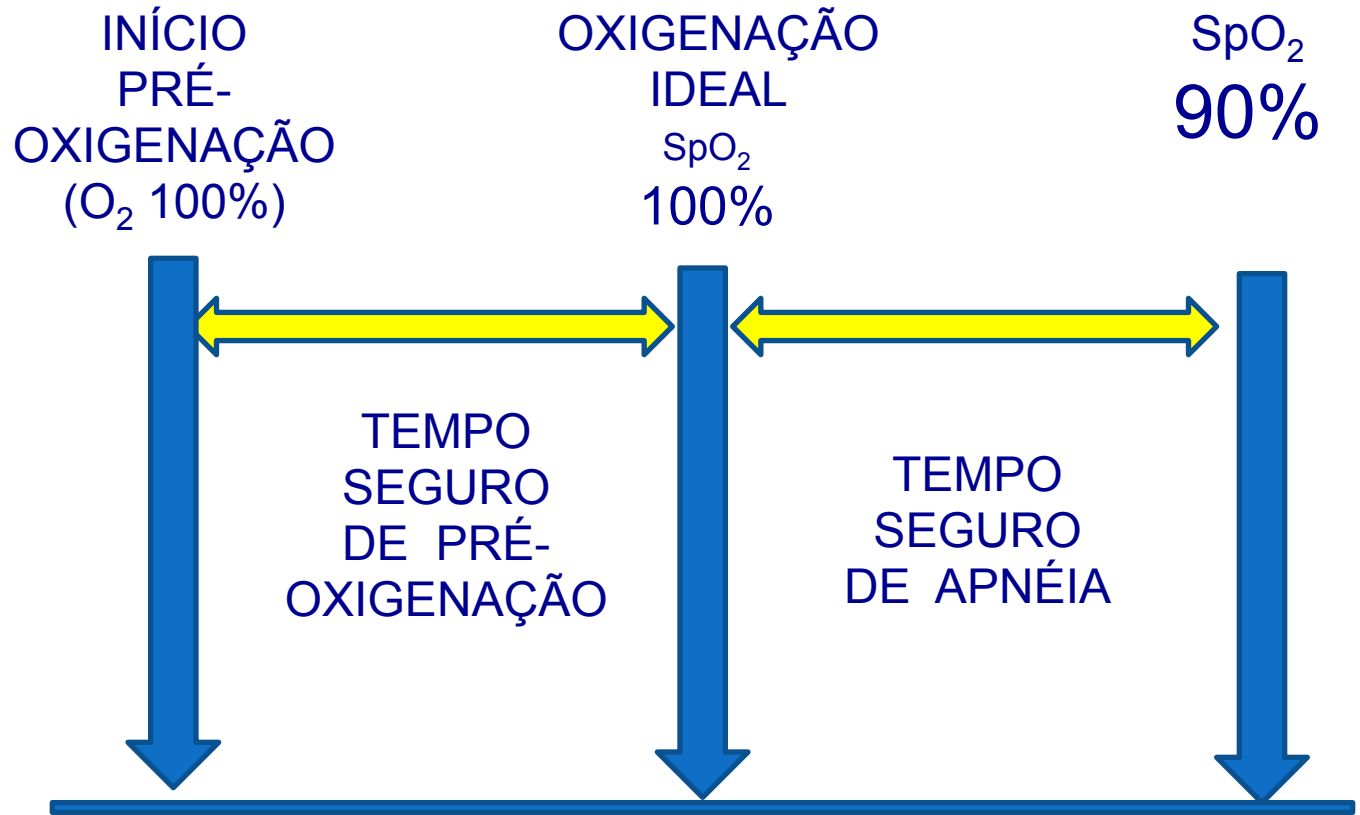 INÍCIO
PRÉ-
OXIGENAÇÃO
(O₂ 100%)
OXIGENAÇÃO
IDEAL
SpO₂
100%
SpO₂
90%
TEMPO
SEGURO
DE PRÉ-
OXIGENAÇÃO
TEMPO
SEGURO
DE APNÉIA